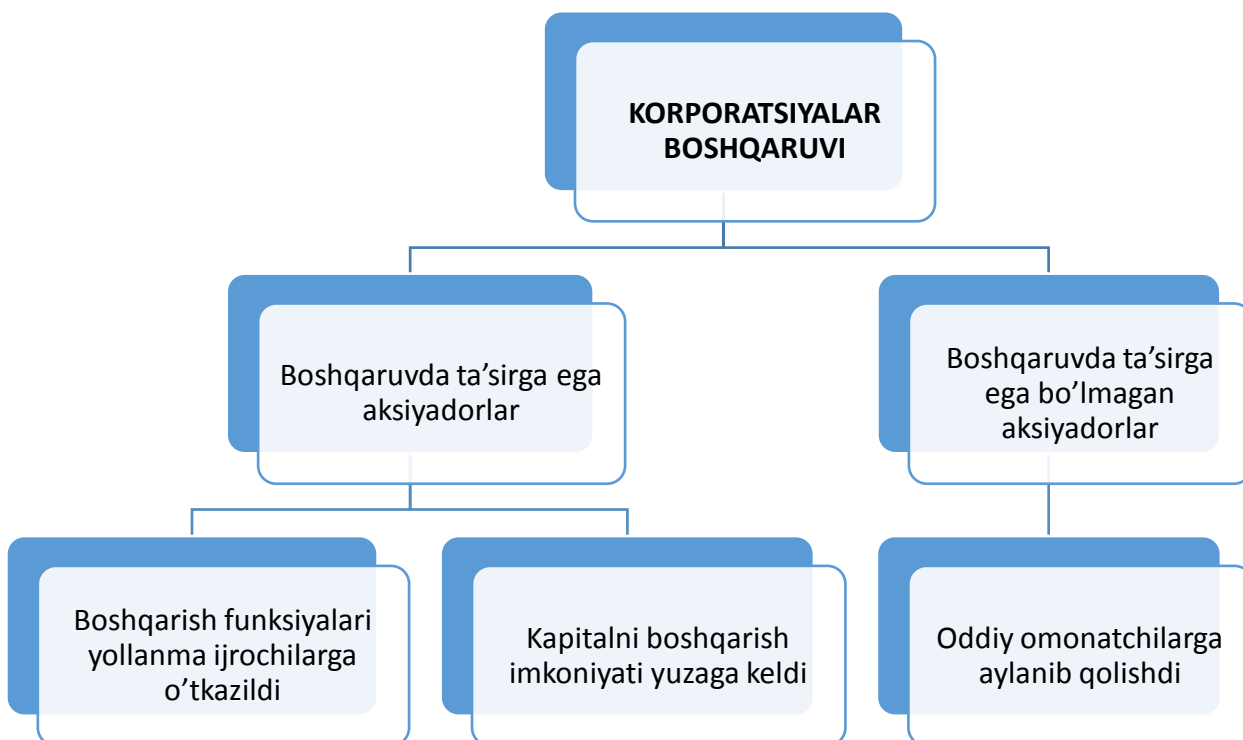 KORPORATSIYALAR
BOSHQARUVI
Boshqaruvda ta’sirga ega
aksiyadorlar
Boshqaruvda ta’sirga
ega bo’lmagan
aksiyadorlar
Boshqarish funksiyalari
yollanma ijrochilarga
o’tkazildi
Kapitalni boshqarish
imkoniyati yuzaga keldi
Oddiy omonatchilarga
aylanib qolishdi